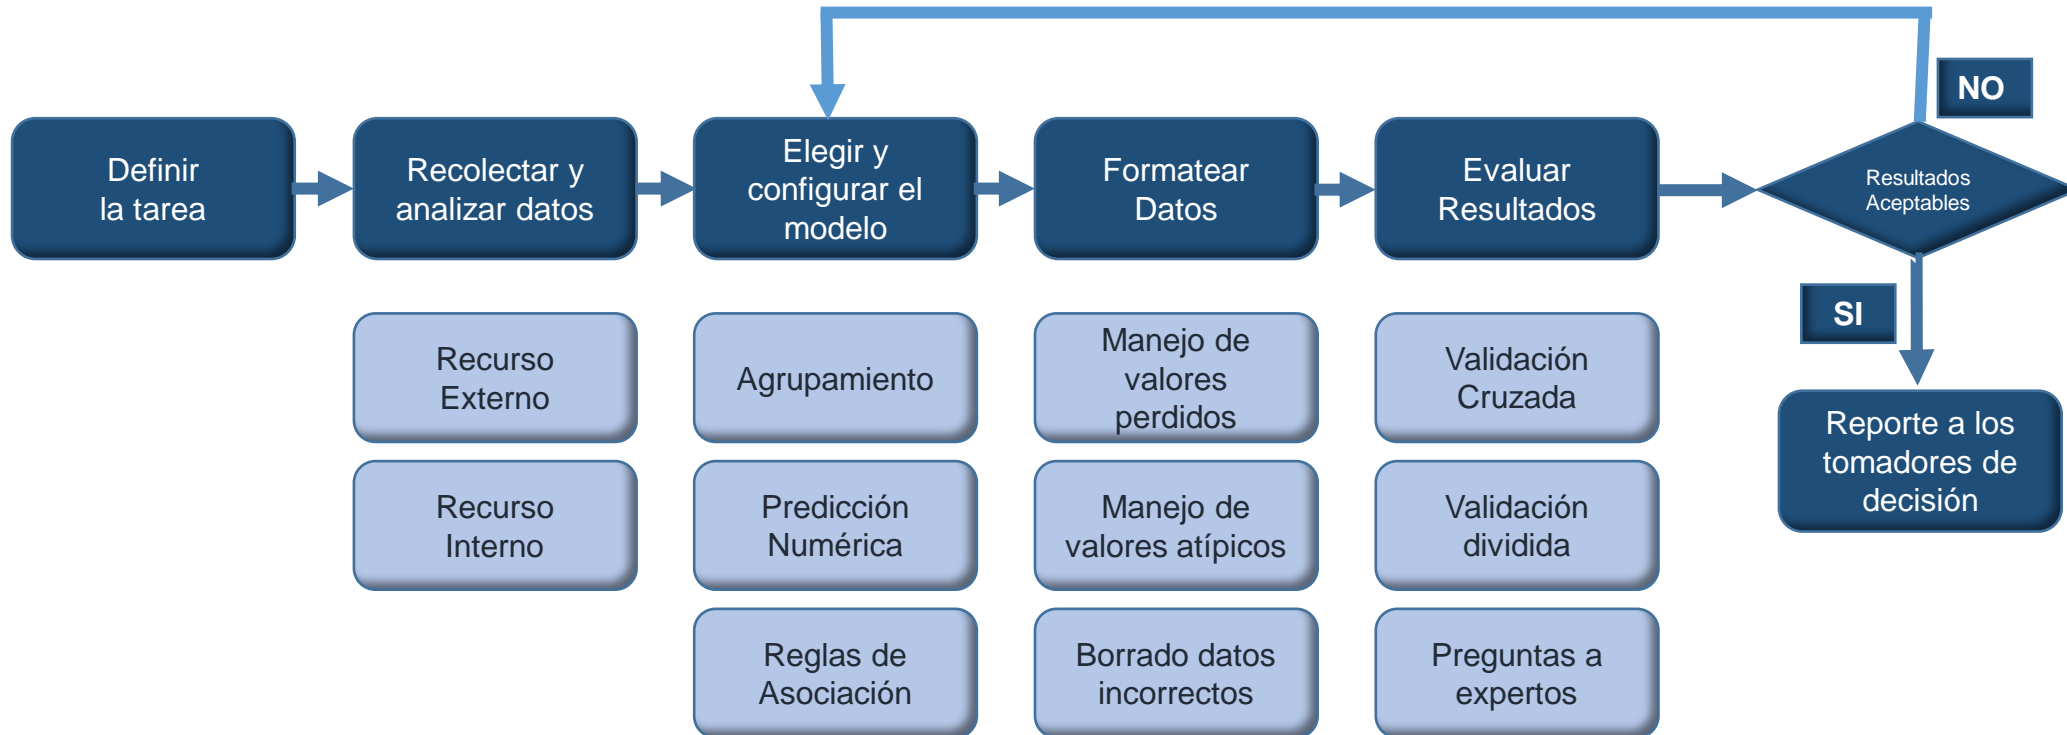 NO
Definir
la tarea
Recolectar y
analizar datos
Elegir y
configurar el
modelo
Formatear
Datos
Evaluar
Resultados
Resultados
Aceptables
SI
Recurso
Externo
Agrupamiento
Manejo de
valores
perdidos
Validación
Cruzada
Reporte a los
tomadores de
decisión
Recurso
Interno
Predicción
Numérica
Manejo de
valores atípicos
Validación
dividida
Reglas de
Asociación
Borrado datos
incorrectos
Preguntas a
expertos